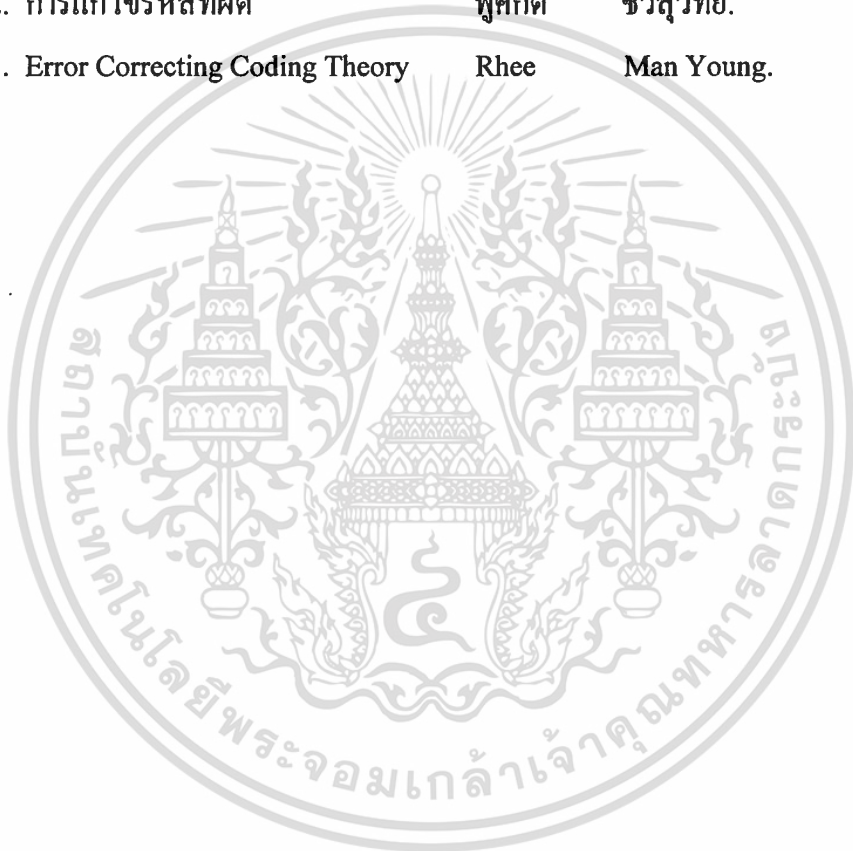 . การแก้ไขรหัสที่ผิด
. Error Correcting Coding Theory Rhee Man Young.
สถาบันเทคโนโลยีพระจอมเกล้าเจ้าคุณทหารลาดกระบัง